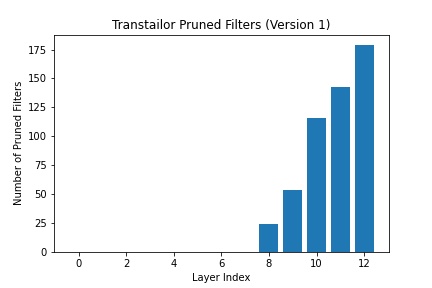 Transtailor Pruned Filters (Version 1)
175
150
125
100
75
50
25
0
Number of Pruned Filters
0 2 4 6 8 10 12
Layer Index